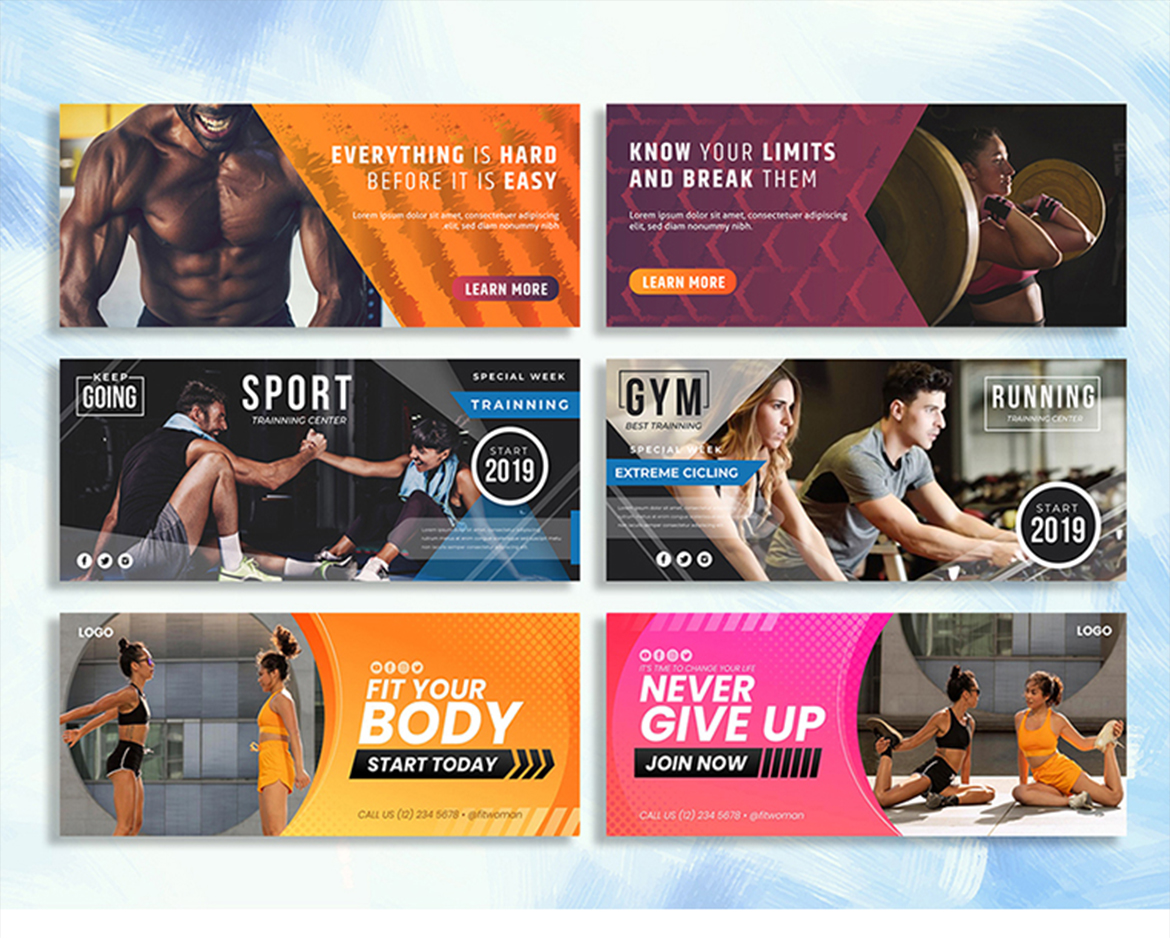 EVERYTHING IS HARD
BEFORE IT IS EASY
Lorem ipsum dolor sit amet, consectetuer adipiscing
.elit, sed diam nonummy nibh
LEARN MORE
KNOW YOUR LIMITS
AND BREAK THEM
Lorem ipsum dolor sit amet, consectetuer adipiscing
elit, sed diam nonummy nibh.
LEARN MORE
KEEP
GOING
SPORT
TRAINNING CENTER
SPECIAL WEEK
TRAINNING
START
2019
GYM
BEST TRAINNING
SPECIAL WEEK
EXTREME CICLING
RUNNING
TRAINNING CENTER
START
2019
LOGO
FIT YOUR
BODY
START TODAY
CALL US (12) 234 5678 • @fitwoman
LOGO
IT'S TIME TO CHANGE YOUR LIFE
NEVER
GIVE UP
JOIN NOW
CALL US (12) 234 5678 • @fitwoman